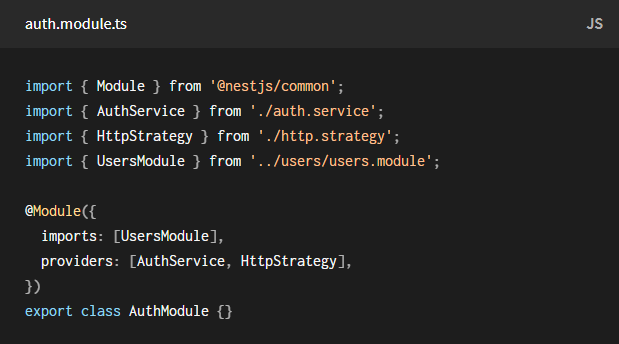 auth.module.ts JS
import { Module } from '@nestjs/common';
import { AuthService } from './auth.service';
import { HttpStrategy } from './http.strategy';
import { UsersModule } from '../users/users.module';
@Module({
  imports: [UsersModule],
  providers: [AuthService, HttpStrategy],
})
export class AuthModule {}